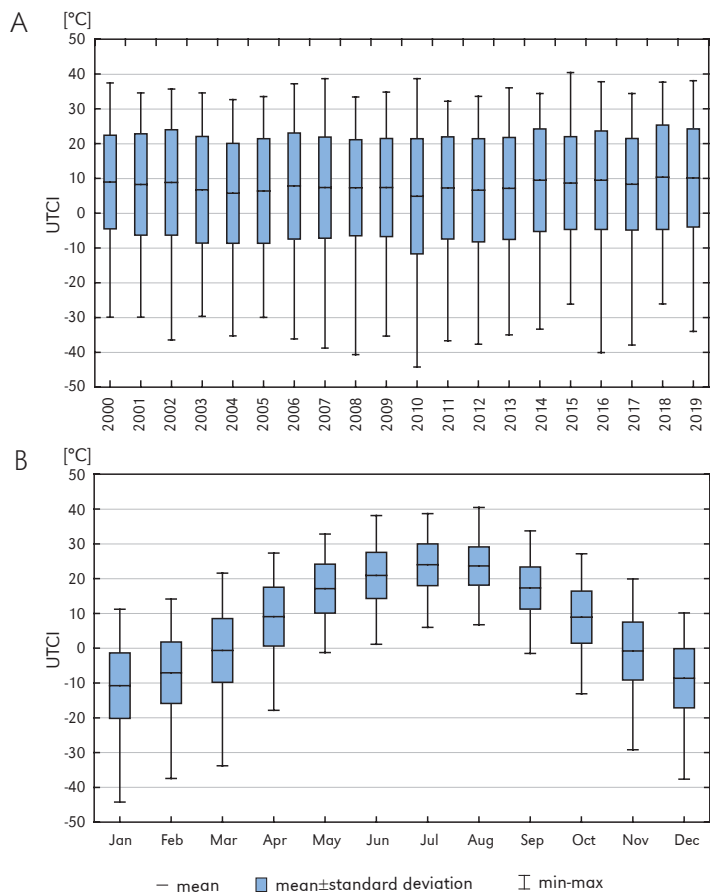 A
[°C]
50
40
30
20
10
0
-10
-20
-30
-40
-50
UTCI
2000 2001 2002 2003 2004 2005 2006 2007 2008 2009 2010 2011 2012 2013 2014 2015 2016 2017 2018 2019
B
[°C]
50
40
30
20
10
0
-10
-20
-30
-40
-50
UTCI
Jan Feb Mar Apr May Jun Jul Aug Sep Oct Nov Dec
mean mean±standard deviation min-max